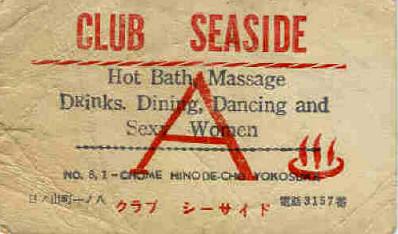 CLUB SEASIDE
Hot Bath, Massage
DRinks. Dining, Dancing and
Sexy Women
A
NO. 8, 1-CHOME HINODE-CHO YOKOSUKA
日ノ出町一ノ八 クラブ シーサイド 電話3157番